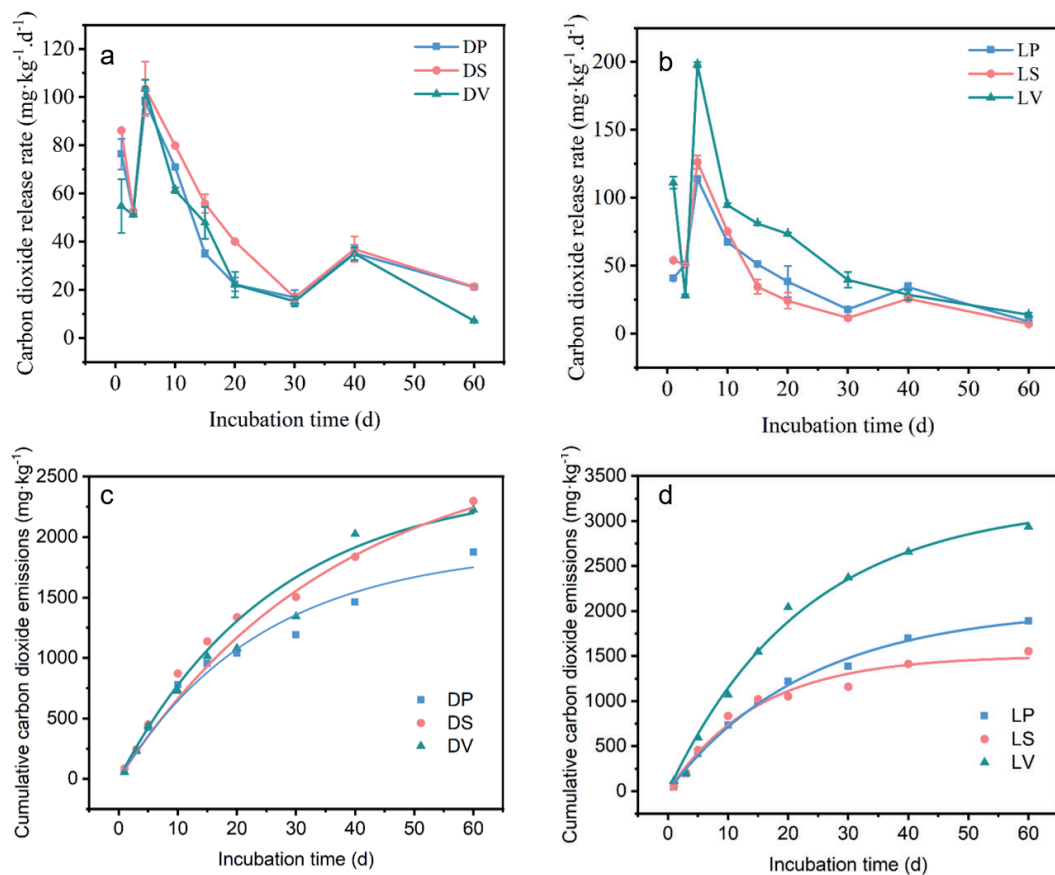 a
DP
DS
DV
120
100
80
60
40
20
0
Carbon dioxide release rate (mg·kg⁻¹.d⁻¹)
0 10 20 30 40 50 60
Incubation time (d)
b
LP
LS
LV
200
150
100
50
0
Carbon dioxide release rate (mg·kg⁻¹.d⁻¹)
0 10 20 30 40 50 60
Incubation time (d)
c
2500
2000
1500
1000
500
0
Cumulative carbon dioxide emissions (mg·kg⁻¹)
DP
DS
DV
0 10 20 30 40 50 60
Incubation time (d)
d
3500
3000
2500
2000
1500
1000
500
0
Cumulative carbon dioxide emissions (mg·kg⁻¹)
LP
LS
LV
0 10 20 30 40 50 60
Incubation time (d)